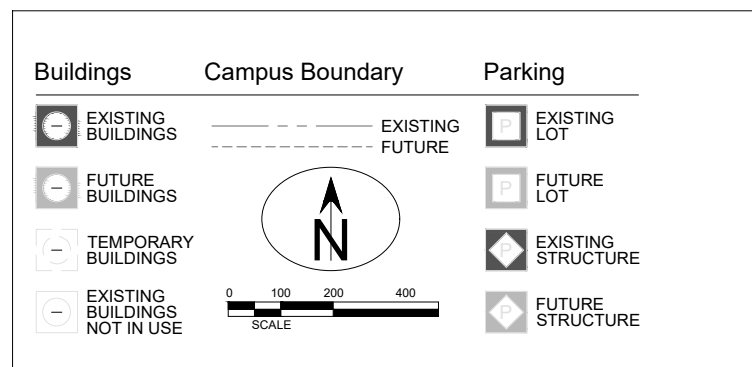 Buildings
EXISTING
BUILDINGS
FUTURE
BUILDINGS
TEMPORARY
BUILDINGS
EXISTING
BUILDINGS
NOT IN USE
Campus Boundary
EXISTING
FUTURE
N
0 100 200 400
SCALE
Parking
P EXISTING
LOT
P FUTURE
LOT
P EXISTING
STRUCTURE
P FUTURE
STRUCTURE